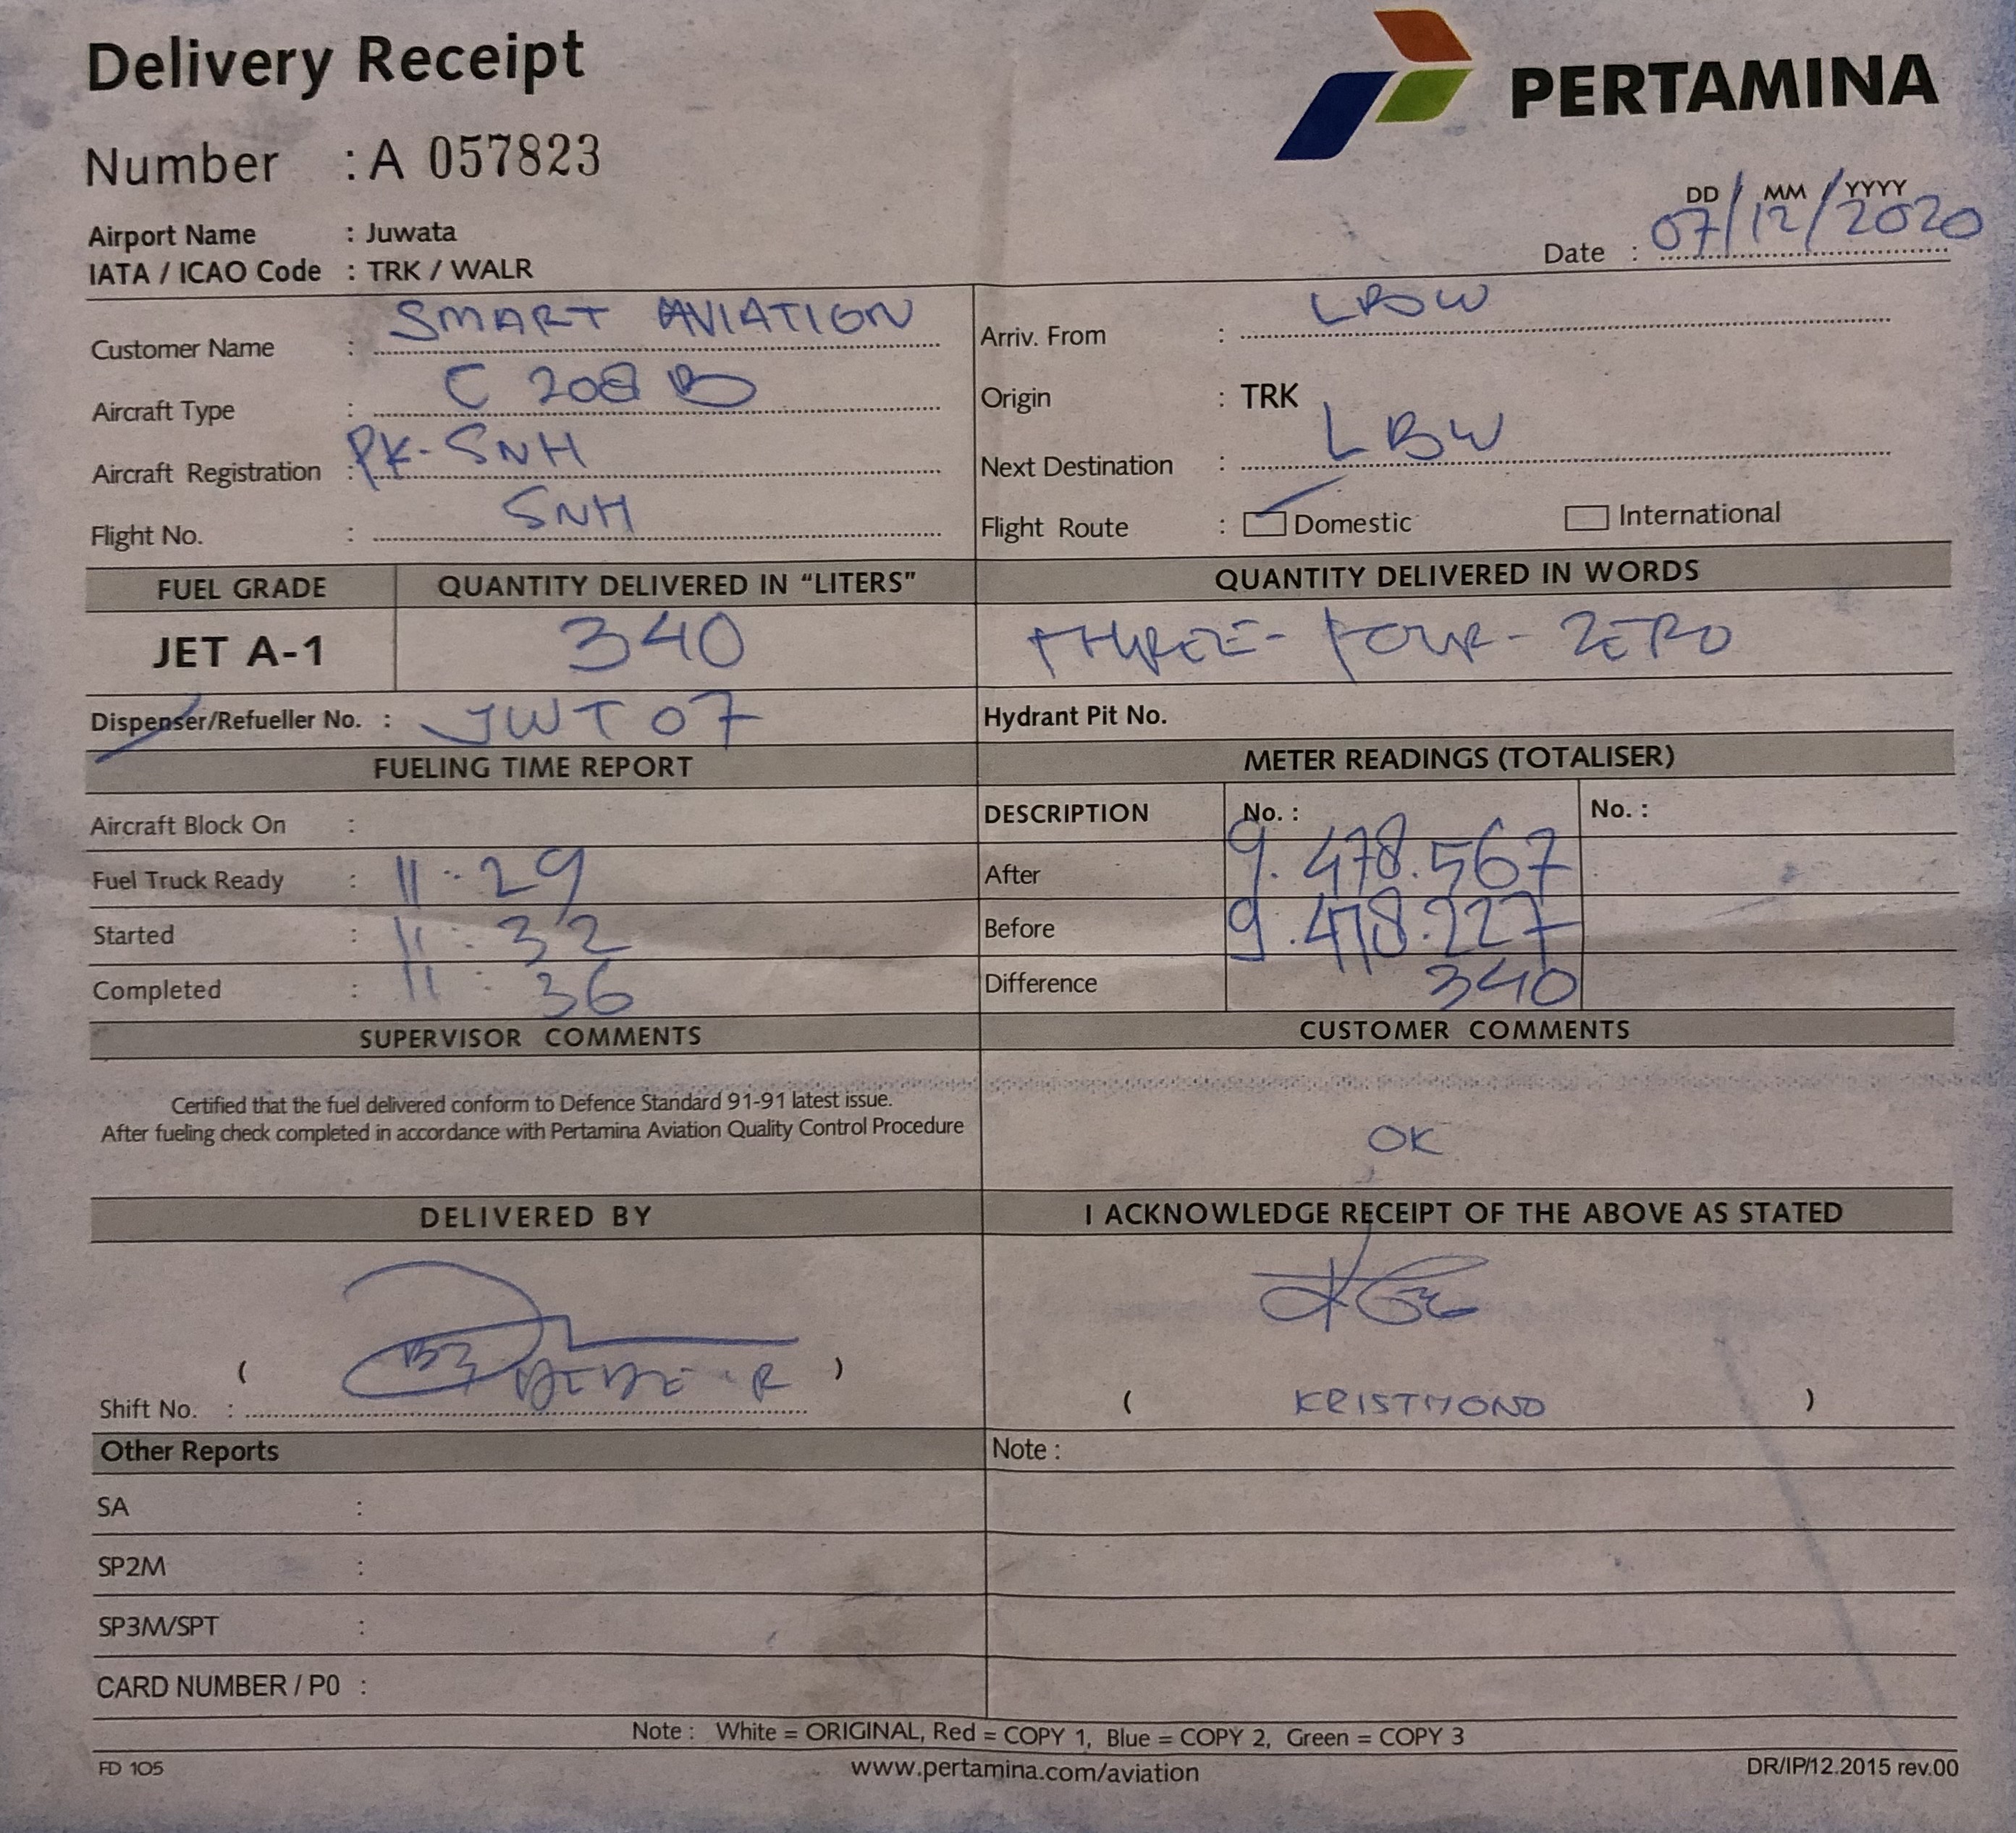 Delivery Receipt
PERTAMINA
Number : A 057823
Airport Name : Juwata
IATA / ICAO Code : TRK / WALR
DD / MM / YYYY
Date : 07/12/2020
Customer Name : SMART AVIATION
Aircraft Type : C 208 B
Aircraft Registration : PK-SNH
Flight No. : SNH
Arriv. From : LBW
Origin : TRK
Next Destination : LBW
Flight Route : Domestic International
FUEL GRADE QUANTITY DELIVERED IN “LITERS” QUANTITY DELIVERED IN WORDS
JET A-1 340 THREE- FOUR- ZERO
Dispenser/Refueller No. : JWT 07 Hydrant Pit No.
FUELING TIME REPORT
Aircraft Block On :
Fuel Truck Ready : 11:29
Started : 11:32
Completed : 11:36
METER READINGS (TOTALISER)
DESCRIPTION No. : No. :
After 9.478.567
Before 9.478.227
Difference 340
SUPERVISOR COMMENTS
Certified that the fuel delivered conform to Defence Standard 91-91 latest issue.
After fueling check completed in accordance with Pertamina Aviation Quality Control Procedure
CUSTOMER COMMENTS
OK
DELIVERED BY
( DEDE R )
Shift No. :
I ACKNOWLEDGE RECEIPT OF THE ABOVE AS STATED
( KRISTMOND )
Other Reports
SA :
SP2M :
SP3M/SPT :
CARD NUMBER / P0 :
Note :
Note : White = ORIGINAL, Red = COPY 1, Blue = COPY 2, Green = COPY 3
FD 105 www.pertamina.com/aviation DR/IP/12.2015 rev.00